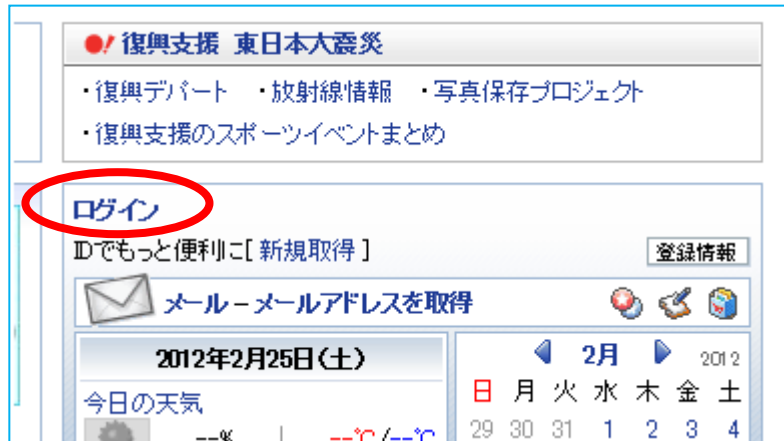 復興支援 東日本大震災
・復興デパート ・放射線情報 ・写真保存プロジェクト
・復興支援のスポーツイベントまとめ
ログイン
IDでもっと便利に[ 新規取得 ]
登録情報
メール - メールアドレスを取得
2012年2月25日(土)
今日の天気
--% | --℃/--℃
2月 2012
日 月 火 水 木 金 土
29 30 31 1 2 3 4